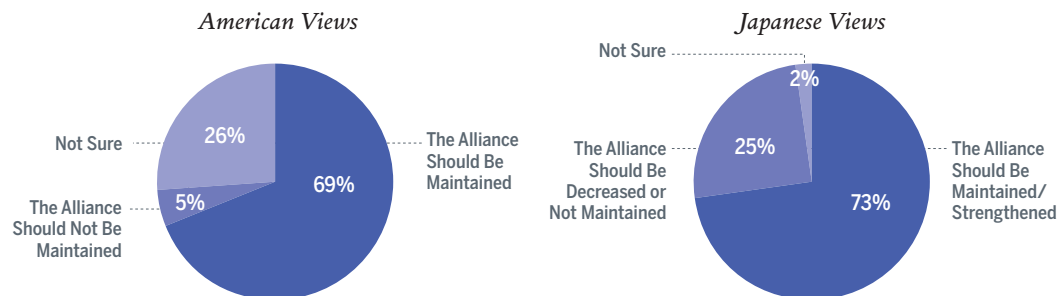 American Views
Not Sure
26%
5%
69%
The Alliance
Should Be
Maintained
The Alliance
Should Not Be
Maintained
Japanese Views
Not Sure
2%
25%
73%
The Alliance
Should Be
Decreased or
Not Maintained
The Alliance
Should Be
Maintained/
Strengthened